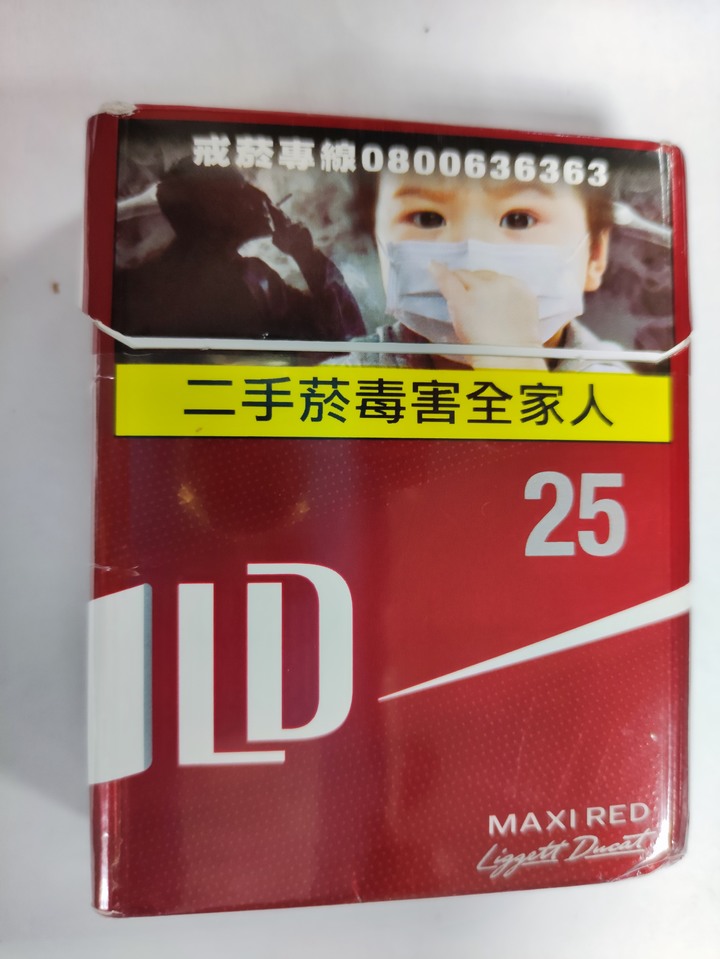 戒菸專線0800636363
二手菸毒害全家人
25
LD
MAXI RED
Liggett Ducat